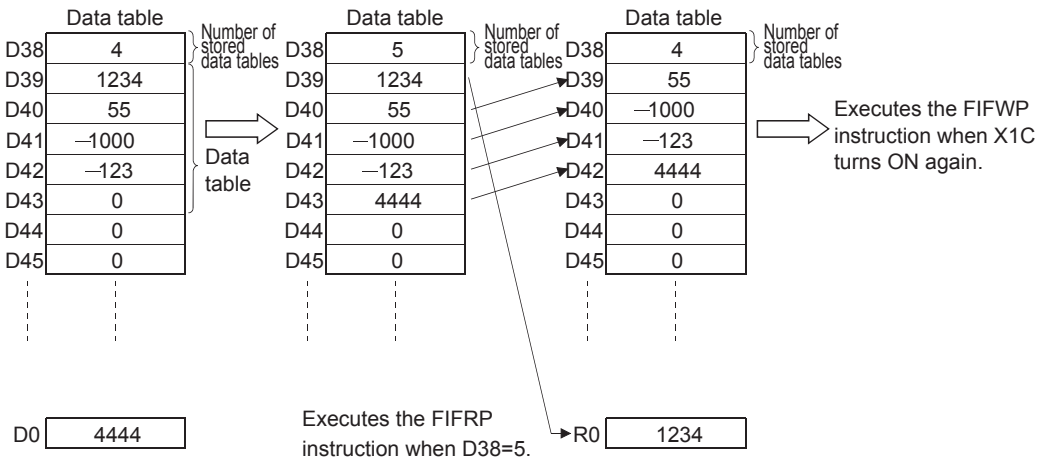 Data table
Number of
stored
data tables
D38 4
D39 1234
D40 55
D41 —1000
D42 —123
D43 0
D44 0
D45 0
Data
table
D0 4444
Data table
Number of
stored
data tables
D38 5
D39 1234
D40 55
D41 —1000
D42 —123
D43 4444
D44 0
D45 0
Executes the FIFRP
instruction when D38=5.
Data table
Number of
stored
data tables
D38 4
D39 55
D40 —1000
D41 —123
D42 4444
D43 0
D44 0
D45 0
R0 1234
Executes the FIFWP
instruction when X1C
turns ON again.